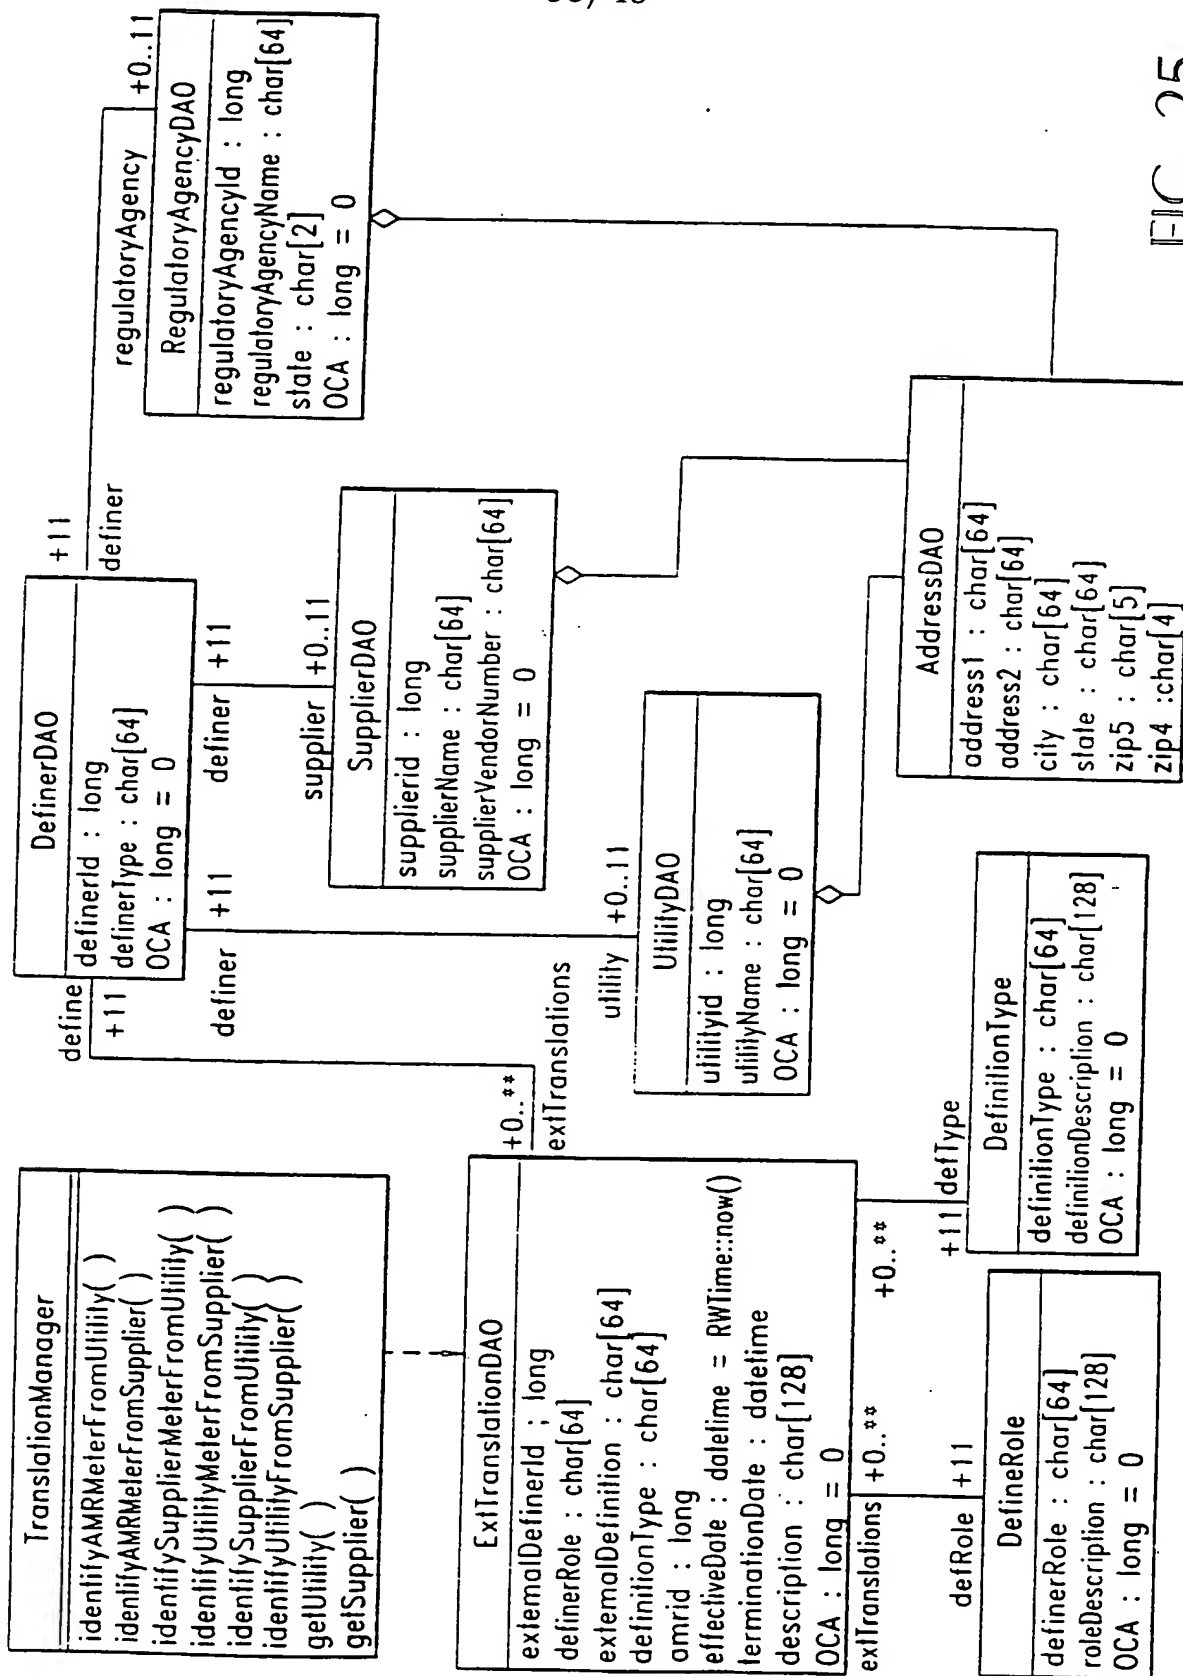 TranslationManager
identifyAMRMeterFromUtility( )
identifyAMRMeterFromSupplier( )
identifySupplierMeterFromUtility( )
identifyUtilityMeterFromSupplier( )
identifySupplierFromUtility( )
identifyUtilityFromSupplier( )
getUtility( )
getSupplier( )
define
+11
DefinerDAO
definerId : long
definerType : char[64]
OCA : long = 0
+11
definer
regulatoryAgency
+0..11
RegulatoryAgencyDAO
regulatoryAgencyId : long
regulatoryAgencyName : char[64]
state : char[2]
OCA : long = 0
definer
+11
definer
+11
supplier
+0..11
SupplierDAO
supplierid : long
supplierName : char[64]
supplierVendorNumber : char[64]
OCA : long = 0
+0..**
extTranslations
utility
+0..11
UtilityDAO
utilityid : long
utilityName : char[64]
OCA : long = 0
ExtTranslationDAO
externalDefinerId ; long
definerRole : char[64]
externalDefinition : char[64]
definitionType : char[64]
amrid : long
effectiveDate : datetime = RWTime::now()
terminationDate : datetime
description : char[128]
OCA : long = 0
extTranslations
+0..**
+0..**
defRole
+11
+11
defType
DefineRole
definerRole : char[64]
roleDescription : char[128]
OCA : long = 0
DefinitionType
definitionType : char[64]
definitionDescription : char[128]
OCA : long = 0
AddressDAO
address1 : char[64]
address2 : char[64]
city : char[64]
state : char[64]
zip5 : char[5]
zip4 :char[4]
FIG. 25